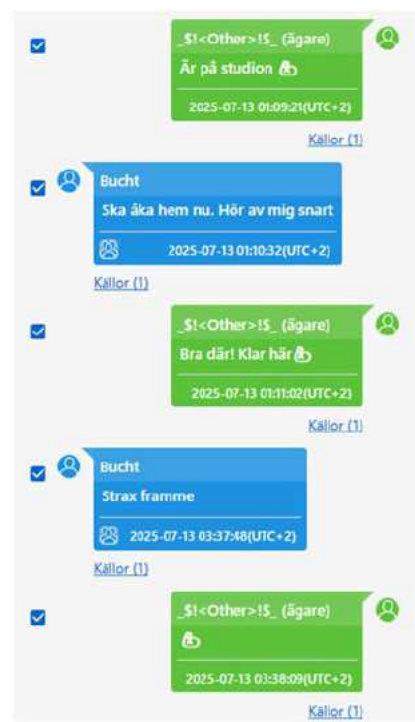 _$!<Other>!$_ (ägare)
Är på studion 💪🏻
2025-07-13 01:09:21(UTC+2)
Källor (1)
Bucht
Ska åka hem nu. Hör av mig snart
2025-07-13 01:10:32(UTC+2)
Källor (1)
_$!<Other>!$_ (ägare)
Bra där! Klar här 💪🏻
2025-07-13 01:11:02(UTC+2)
Källor (1)
Bucht
Strax framme
2025-07-13 03:37:48(UTC+2)
Källor (1)
_$!<Other>!$_ (ägare)
💪🏻
2025-07-13 03:38:09(UTC+2)
Källor (1)